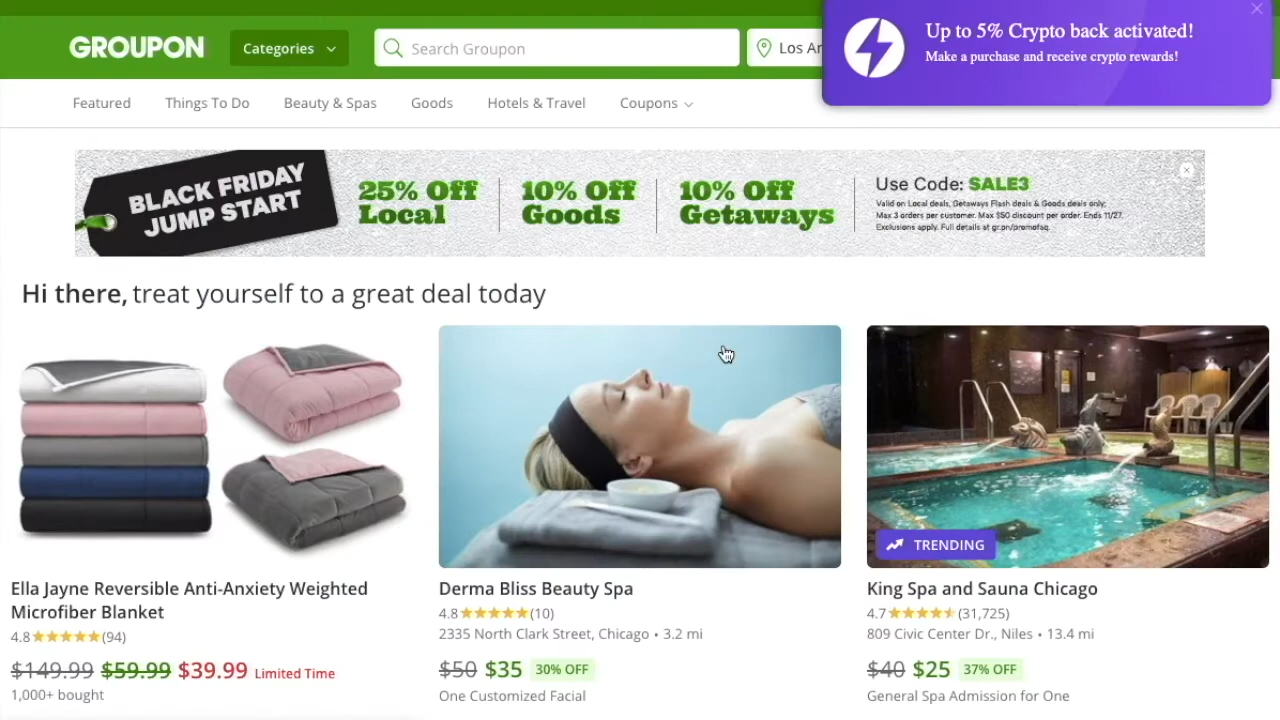 GROUPON
Categories
Search Groupon
Los An
Up to 5% Crypto back activated!
Make a purchase and receive crypto rewards!
Featured
Things To Do
Beauty & Spas
Goods
Hotels & Travel
Coupons
BLACK FRIDAY
JUMP START
25% Off
Local
10% Off
Goods
10% Off
Getaways
Use Code: SALE3
Valid on Local deals, Getaways Flash deals & Goods deals only;
Max 3 orders per customer. Max $50 discount per order. Ends 11/27.
Exclusions apply. Full details at gr.pn/promofaq.
Hi there, treat yourself to a great deal today
Ella Jayne Reversible Anti-Anxiety Weighted
Microfiber Blanket
4.8 (94)
$149.99 $59.99 $39.99 Limited Time
1,000+ bought
Derma Bliss Beauty Spa
4.8 (10)
2335 North Clark Street, Chicago • 3.2 mi
$50 $35 30% OFF
One Customized Facial
TRENDING
King Spa and Sauna Chicago
4.7 (31,725)
809 Civic Center Dr., Niles • 13.4 mi
$40 $25 37% OFF
General Spa Admission for One